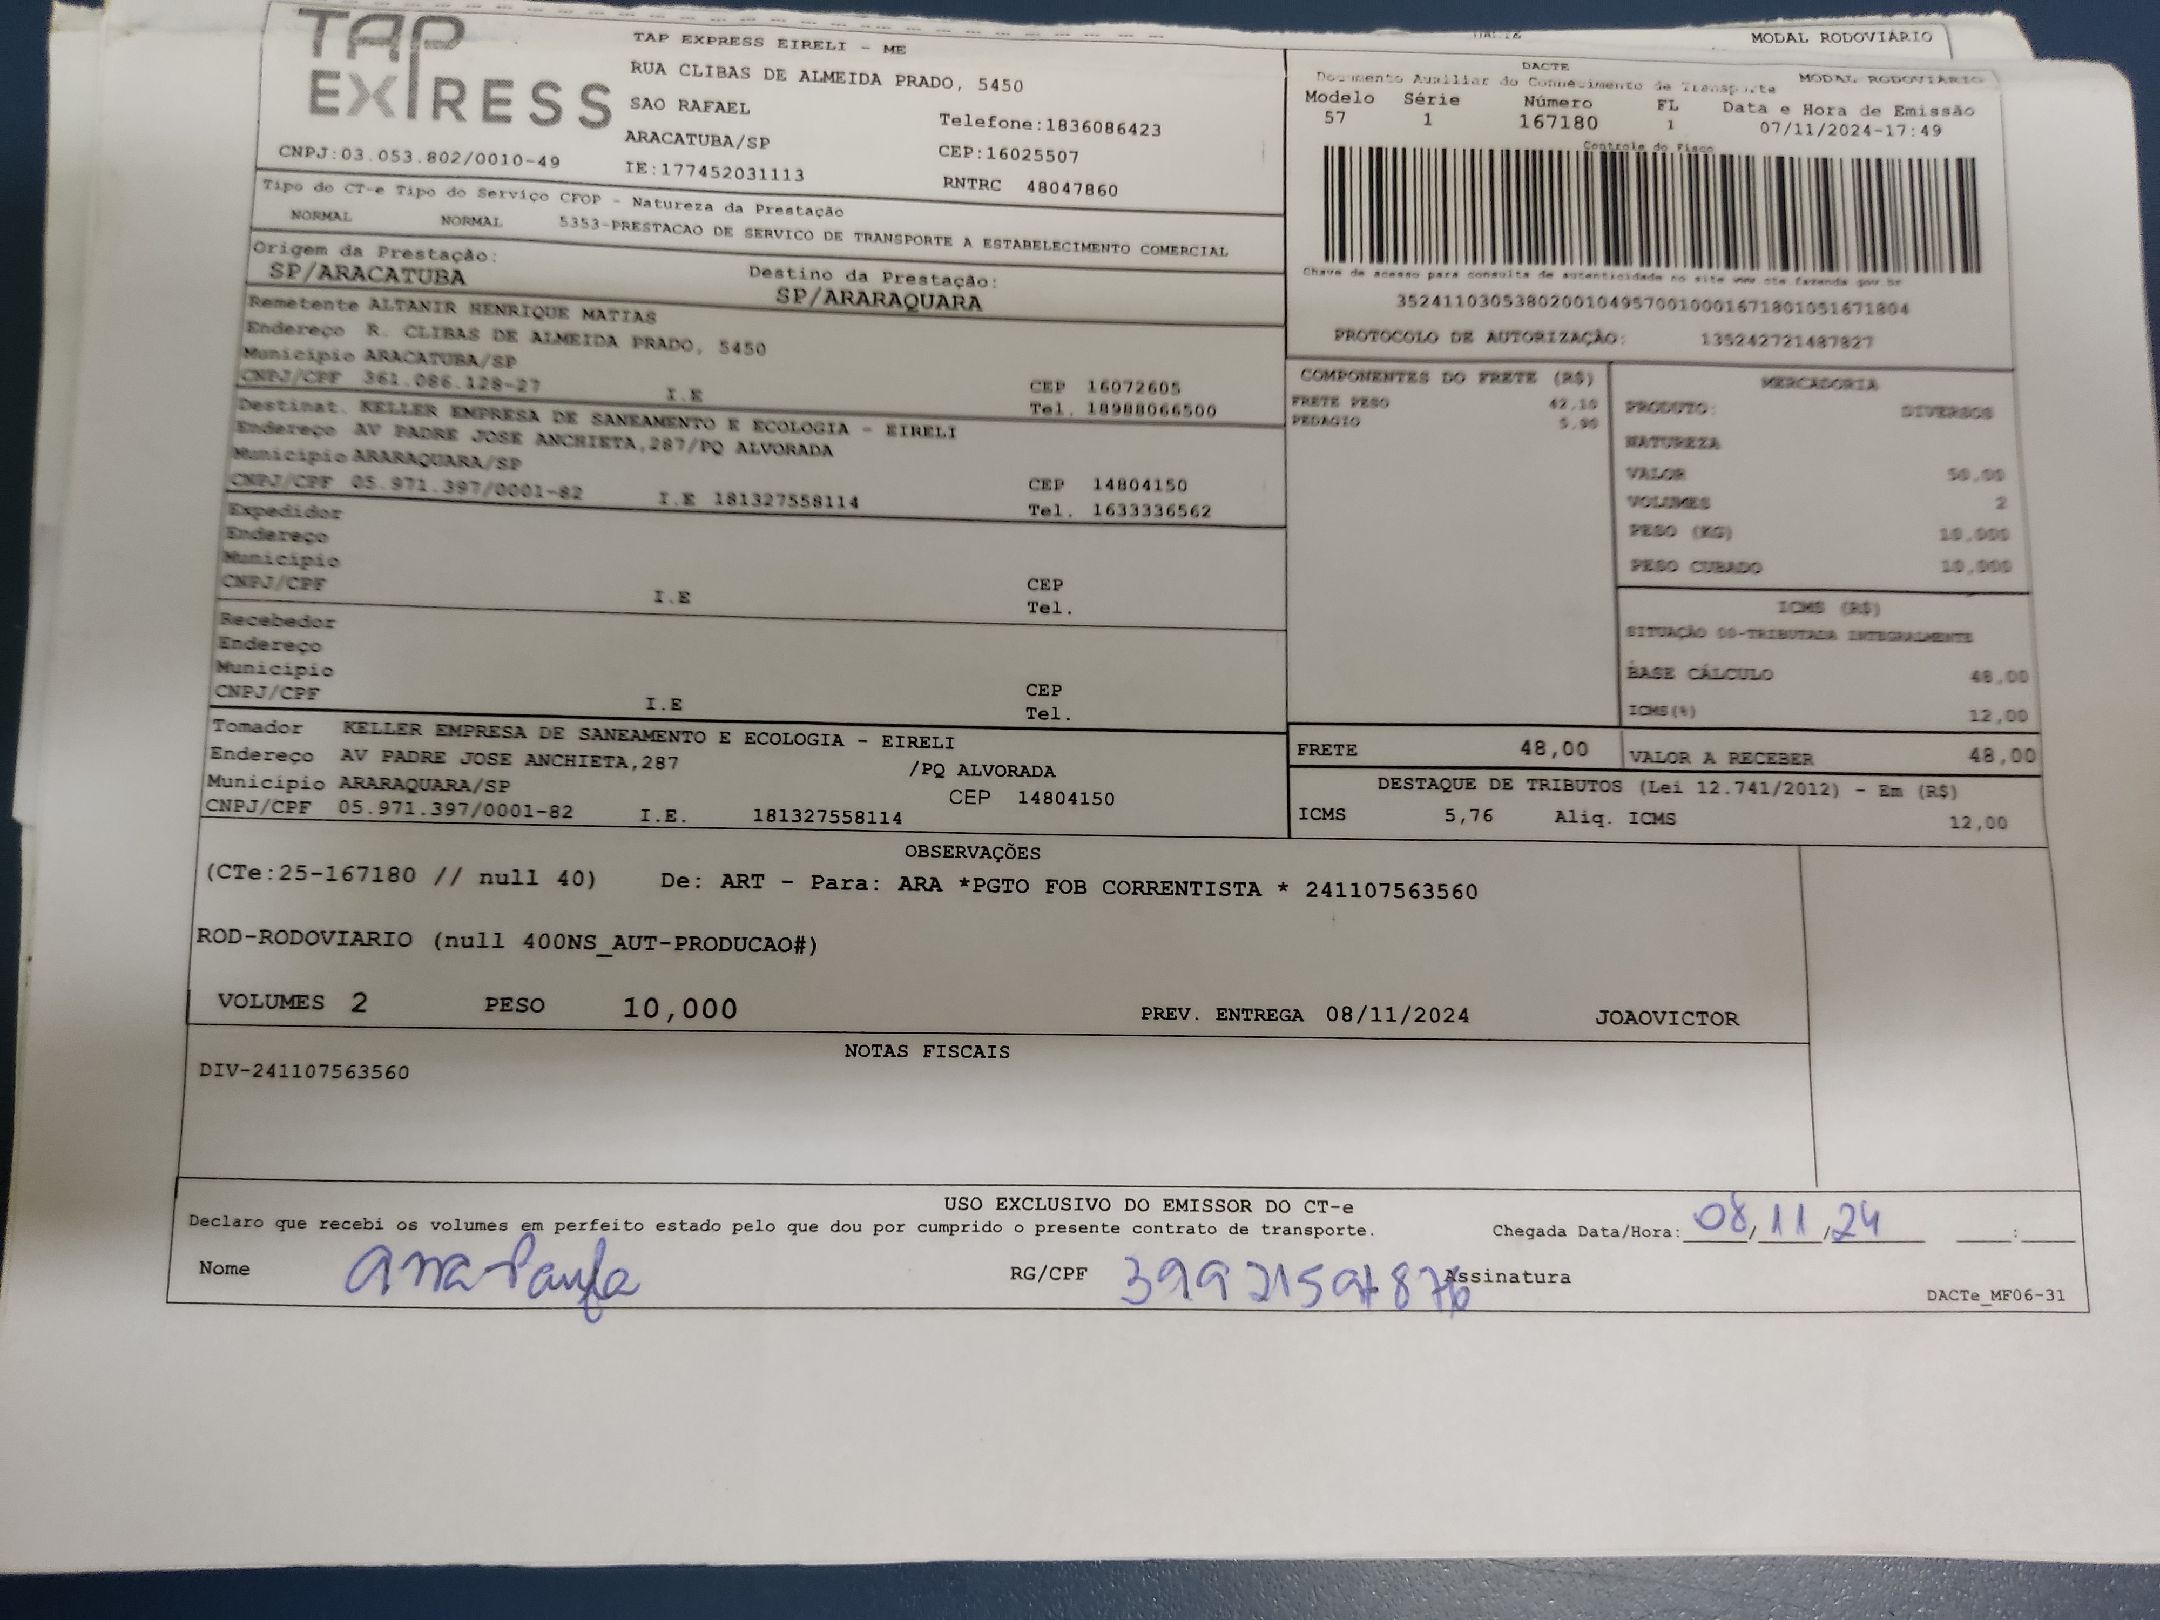 TAP
EXPRESS
CNPJ:03.053.802/0010-49
TAP EXPRESS EIRELI - ME
RUA CLIBAS DE ALMEIDA PRADO, 5450
SAO RAFAEL
ARACATUBA/SP
IE:177452031113
Telefone:1836086423
CEP:16025507
RNTRC 48047860
MODAL RODOVIÁRIO
DACTE
Documento Auxiliar do Conhecimento de Transporte
MODAL RODOVIÁRIO
Modelo Série Número FL Data e Hora de Emissão
57 1 167180 1 07/11/2024-17:49
Controle do Fisco
Chave de acesso para consulta de autenticidade no site www.cte.fazenda.gov.br
35241103053802001049570010001671801051671804
PROTOCOLO DE AUTORIZAÇÃO: 135242721487827
Tipo do CT-e Tipo do Serviço CFOP - Natureza da Prestação
NORMAL NORMAL 5353-PRESTACAO DE SERVICO DE TRANSPORTE A ESTABELECIMENTO COMERCIAL
Origem da Prestação: Destino da Prestação:
SP/ARACATUBA SP/ARARAQUARA
Remetente ALTANIR HENRIQUE MATIAS
Endereço R. CLIBAS DE ALMEIDA PRADO, 5450
Município ARACATUBA/SP CEP 16072605
CNPJ/CPF 361.086.128-27 I.E Tel. 18988066500
Destinat. KELLER EMPRESA DE SANEAMENTO E ECOLOGIA - EIRELI
Endereço AV PADRE JOSE ANCHIETA,287/PQ ALVORADA
Município ARARAQUARA/SP CEP 14804150
CNPJ/CPF 05.971.397/0001-82 I.E 181327558114 Tel. 1633336562
Expedidor
Endereço
Município CEP
CNPJ/CPF I.E Tel.
Recebedor
Endereço
Município CEP
CNPJ/CPF I.E Tel.
Tomador KELLER EMPRESA DE SANEAMENTO E ECOLOGIA - EIRELI
Endereço AV PADRE JOSE ANCHIETA,287 /PQ ALVORADA
Município ARARAQUARA/SP CEP 14804150
CNPJ/CPF 05.971.397/0001-82 I.E. 181327558114
COMPONENTES DO FRETE (R$)
FRETE PESO 42,10
PEDAGIO 5,90
MERCADORIA
PRODUTO: DIVERSOS
NATUREZA
VALOR 50,00
VOLUMES 2
PESO (KG) 10,000
PESO CUBADO 10,000
ICMS (R$)
SITUAÇÃO 00-TRIBUTADA INTEGRALMENTE
BASE CÁLCULO 48,00
ICMS(%) 12,00
FRETE 48,00 VALOR A RECEBER 48,00
DESTAQUE DE TRIBUTOS (Lei 12.741/2012) - Em (R$)
ICMS 5,76 Aliq. ICMS 12,00
OBSERVAÇÕES
(CTe:25-167180 // null 40) De: ART - Para: ARA *PGTO FOB CORRENTISTA * 241107563560
ROD-RODOVIARIO (null 400NS_AUT-PRODUCAO#)
VOLUMES 2 PESO 10,000 PREV. ENTREGA 08/11/2024 JOAOVICTOR
NOTAS FISCAIS
DIV-241107563560
USO EXCLUSIVO DO EMISSOR DO CT-e
Declaro que recebi os volumes em perfeito estado pelo que dou por cumprido o presente contrato de transporte. Chegada Data/Hora: 08/11/24 :
Nome Ana Paula RG/CPF Assinatura
DACTe_MF06-31